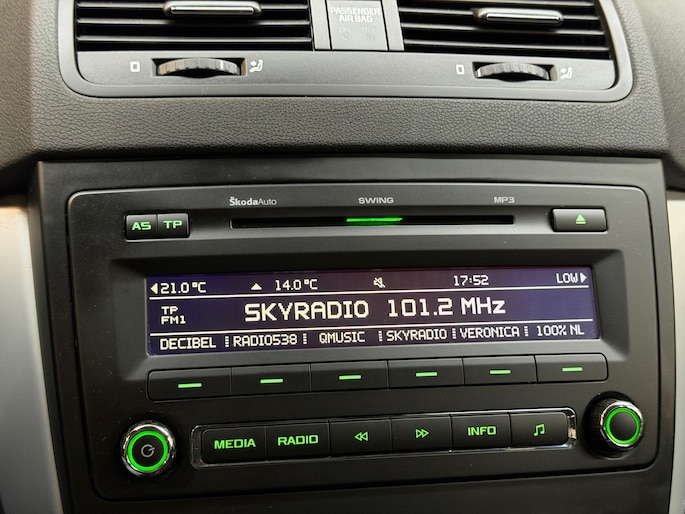 PASSENGER
AIR BAG
ŠkodaAuto SWING MP3
AS TP
21.0 °C 14.0 °C 17:52 LOW
TP
FM1
SKYRADIO 101.2 MHz
DECIBEL RADIO538 QMUSIC SKYRADIO VERONICA 100% NL
MEDIA RADIO INFO